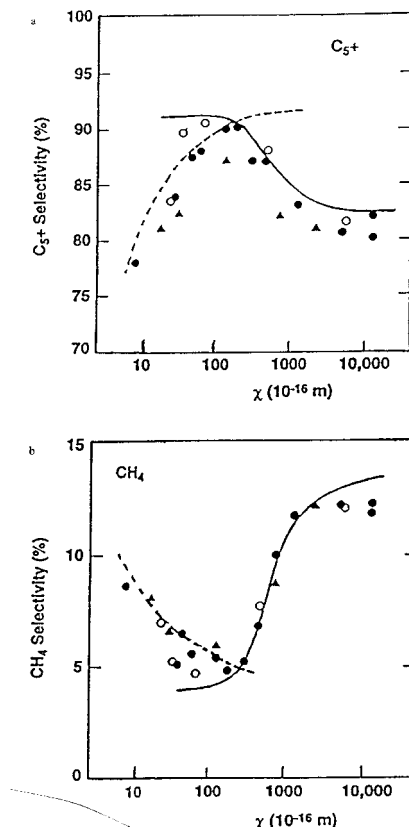 a
100
95
90
85
80
75
70
C5+ Selectivity (%)
C5+
10 100 1000 10,000
χ (10-16 m)
b
15
10
5
0
CH4 Selectivity (%)
CH4
10 100 1000 10,000
χ (10-16 m)